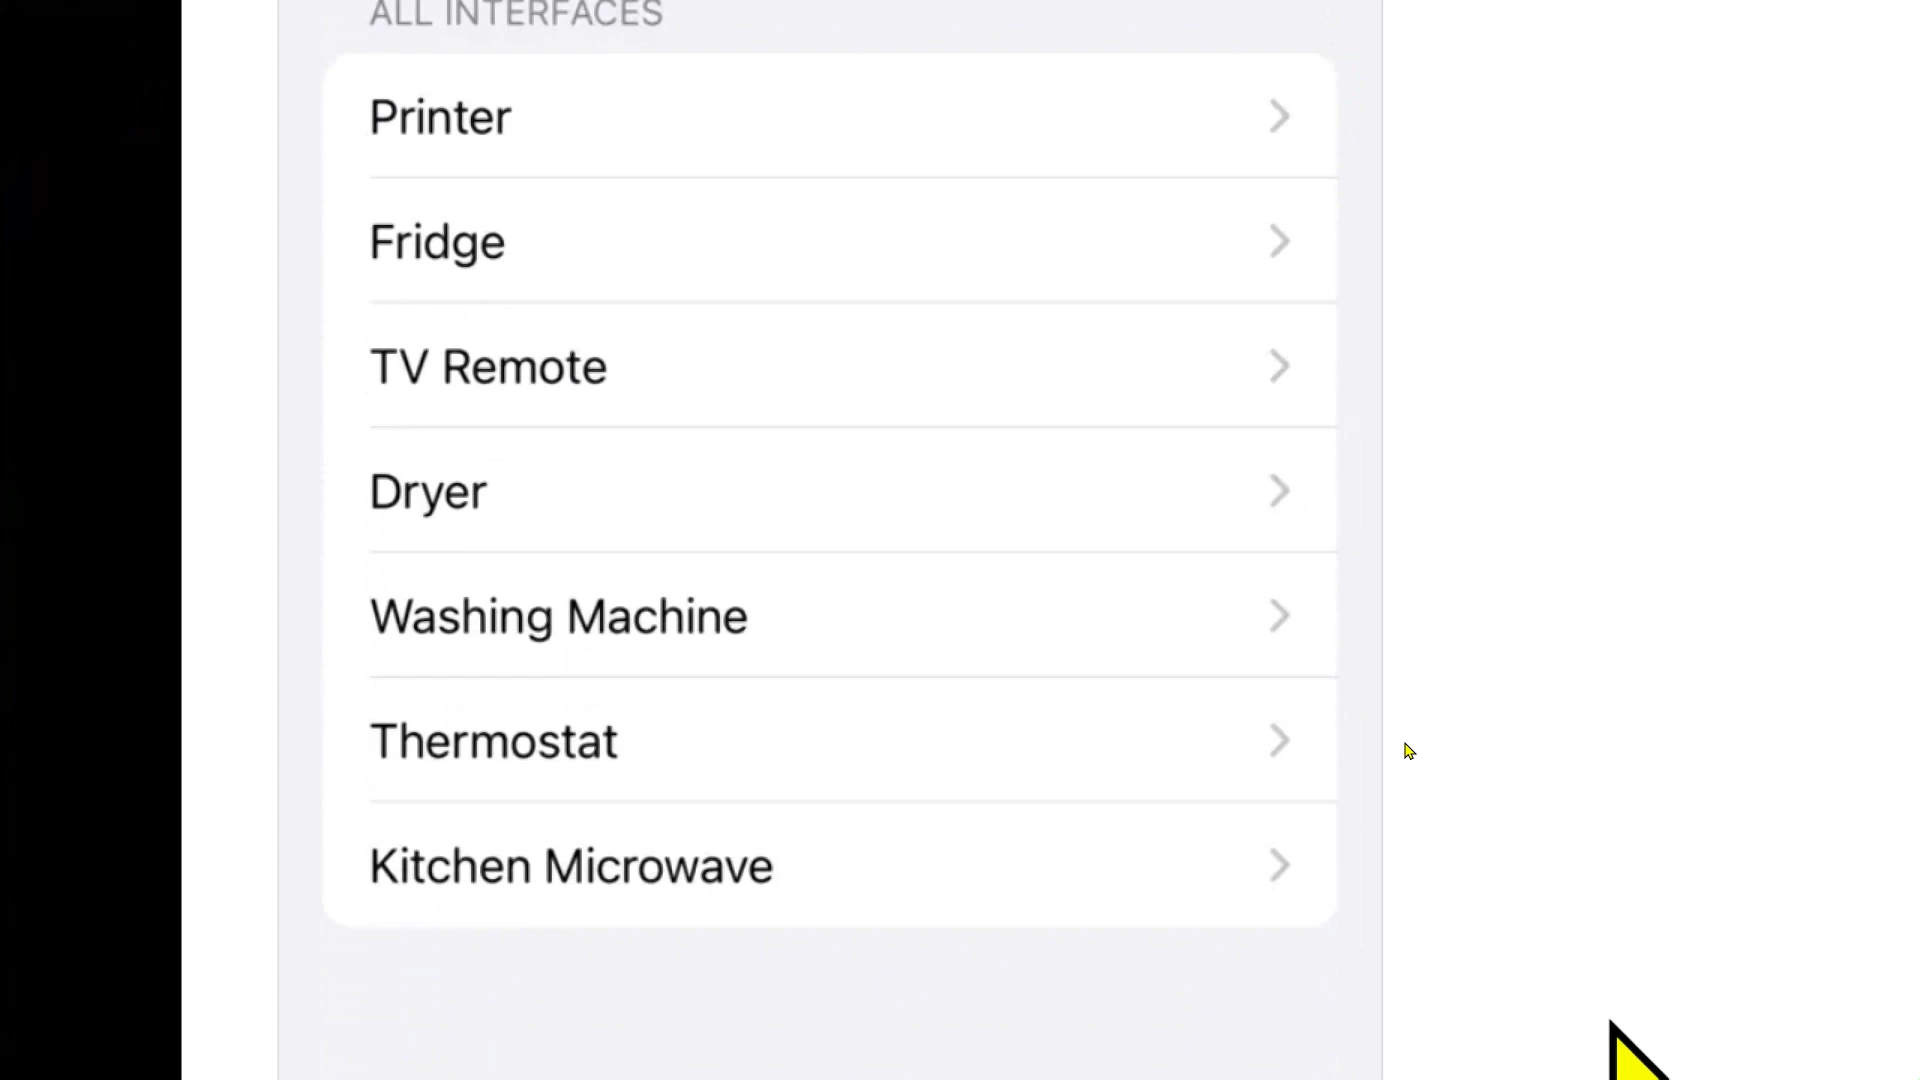 ALL INTERFACES
Printer
Fridge
TV Remote
Dryer
Washing Machine
Thermostat
Kitchen Microwave